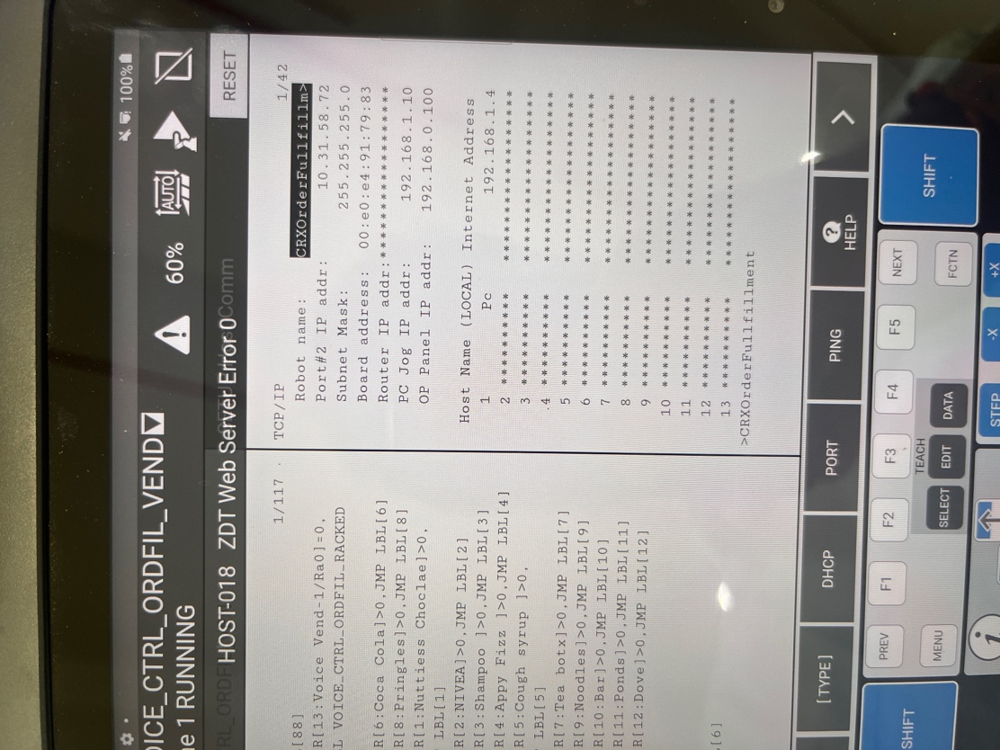 100%
OICE_CTRL_ORDFIL_VEND
ne 1 RUNNING
60%
AUTO
HOST-018 ZDT Web Server Error 0
RESET
1/117
[88]
R[13:Voice Vend-1/Ra0]=0,
L VOICE_CTRL_ORDFIL_RACKED
R[6:Coca Cola]>0,JMP LBL[6]
R[8:Pringles]>0,JMP LBL[8]
R[1:Nuttiess Choclae]>0,
LBL[1]
R[2:NIVEA]>0,JMP LBL[2]
R[3:Shampoo ]>0,JMP LBL[3]
R[4:Appy Fizz ]>0,JMP LBL[4]
R[5:Cough syrup ]>0,
LBL[5]
R[7:Tea botx]>0,JMP LBL[7]
R[9:Noodles]>0,JMP LBL[9]
R[10:Bar]>0,JMP LBL[10]
R[11:Ponds]>0,JMP LBL[11]
R[12:Dove]>0,JMP LBL[12]
[6]
TCP/IP 1/42
Robot name: CRXOrderFullfillm>
Port#2 IP addr: 10.31.58.72
Subnet Mask: 255.255.255.0
Board address: 00:e0:e4:91:79:83
Router IP addr:******************
PC Jog IP addr: 192.168.1.10
OP Panel IP addr: 192.168.0.100
Host Name (LOCAL) Internet Address
1 Pc 192.168.1.4
2 ********** ******************
3 ********** ******************
4 ********** ******************
5 ********** ******************
6 ********** ******************
7 ********** ******************
8 ********** ******************
9 ********** ******************
10 ********** ******************
11 ********** ******************
12 ********** ******************
13 ********** ******************
>CRXOrderFullfillment
[TYPE] DHCP PORT PING HELP >
SHIFT PREV F1 F2 F3 F4 F5 NEXT SHIFT
MENU SELECT TEACH EDIT DATA FCTN
STEP -X +X